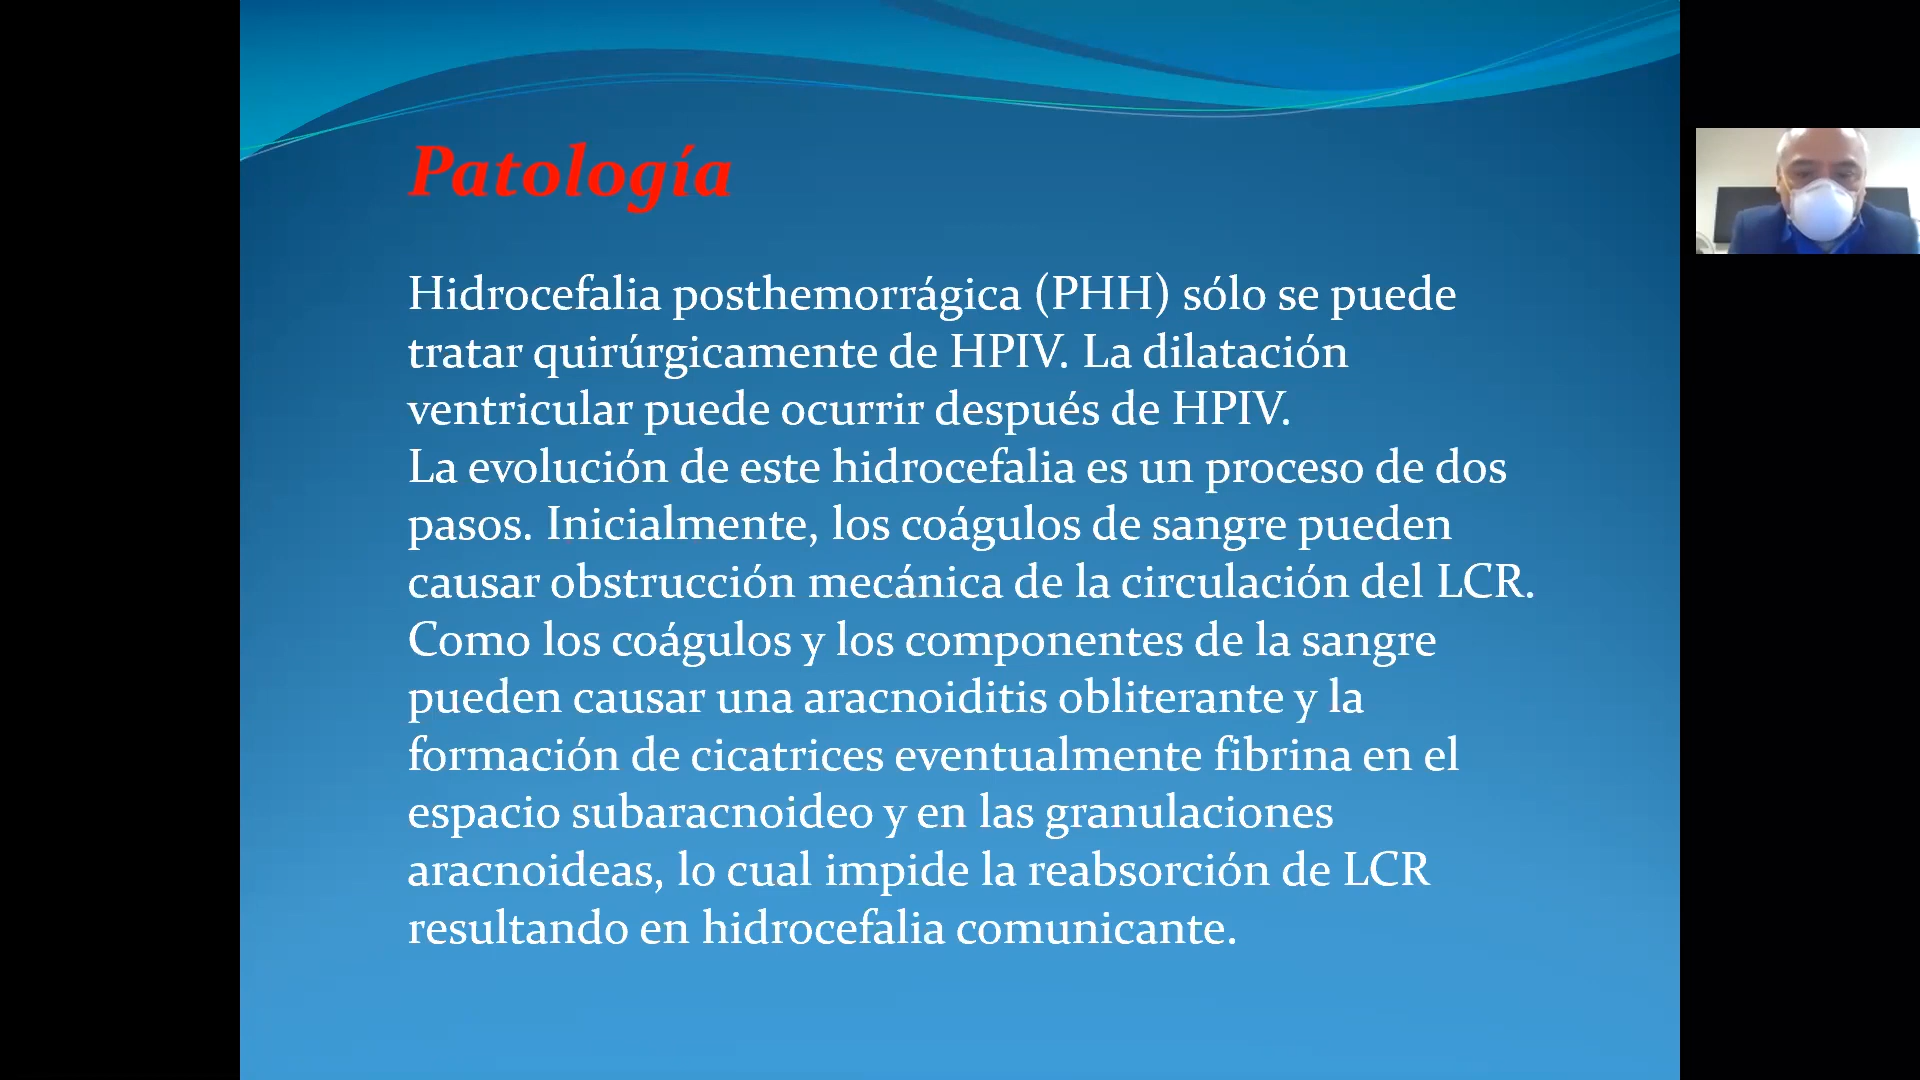 Patología
Hidrocefalia posthemorrágica (PHH) sólo se puede
tratar quirúrgicamente de HPIV. La dilatación
ventricular puede ocurrir después de HPIV.
La evolución de este hidrocefalia es un proceso de dos
pasos. Inicialmente, los coágulos de sangre pueden
causar obstrucción mecánica de la circulación del LCR.
Como los coágulos y los componentes de la sangre
pueden causar una aracnoiditis obliterante y la
formación de cicatrices eventualmente fibrina en el
espacio subaracnoideo y en las granulaciones
aracnoideas, lo cual impide la reabsorción de LCR
resultando en hidrocefalia comunicante.